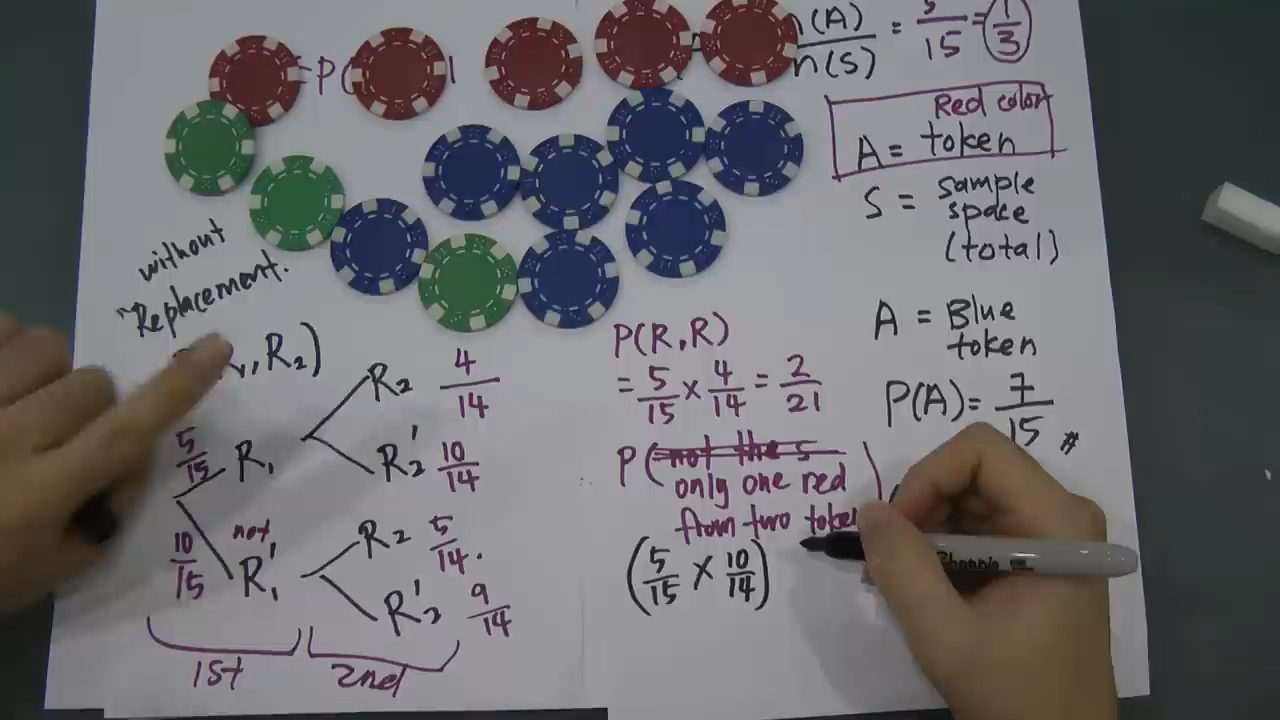 = P(
n(A)
n(S)
= 5/15 = 1/3
Red color
A = token
S = sample
space
(total)
without
"Replacement.
, R₂)
5/15 R₁
R₂ 4/14
R₂' 10/14
10/15 not R₁'
R₂ 5/14.
R₂' 9/14
1st 2nd
P(R,R)
= 5/15 × 4/14 = 2/21
P(not the s
only one red
from two token
(5/15 × 10/14)
A = Blue
token
P(A) = 7/15 #
Sharpie